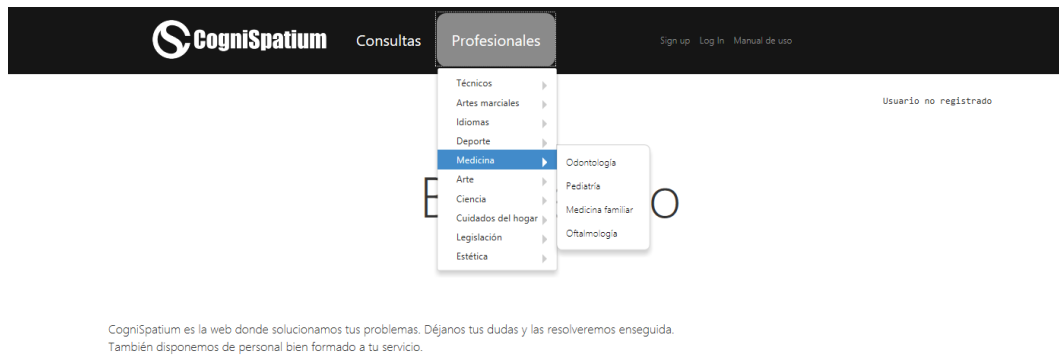 CogniSpatium Consultas Profesionales Sign up Log In Manual de uso
Usuario no registrado
Técnicos
Artes marciales
Idiomas
Deporte
Medicina
Arte
Ciencia
Cuidados del hogar
Legislación
Estética
Odontología
Pediatría
Medicina familiar
Oftalmología
CogniSpatium es la web donde solucionamos tus problemas. Déjanos tus dudas y las resolveremos enseguida.
También disponemos de personal bien formado a tu servicio.